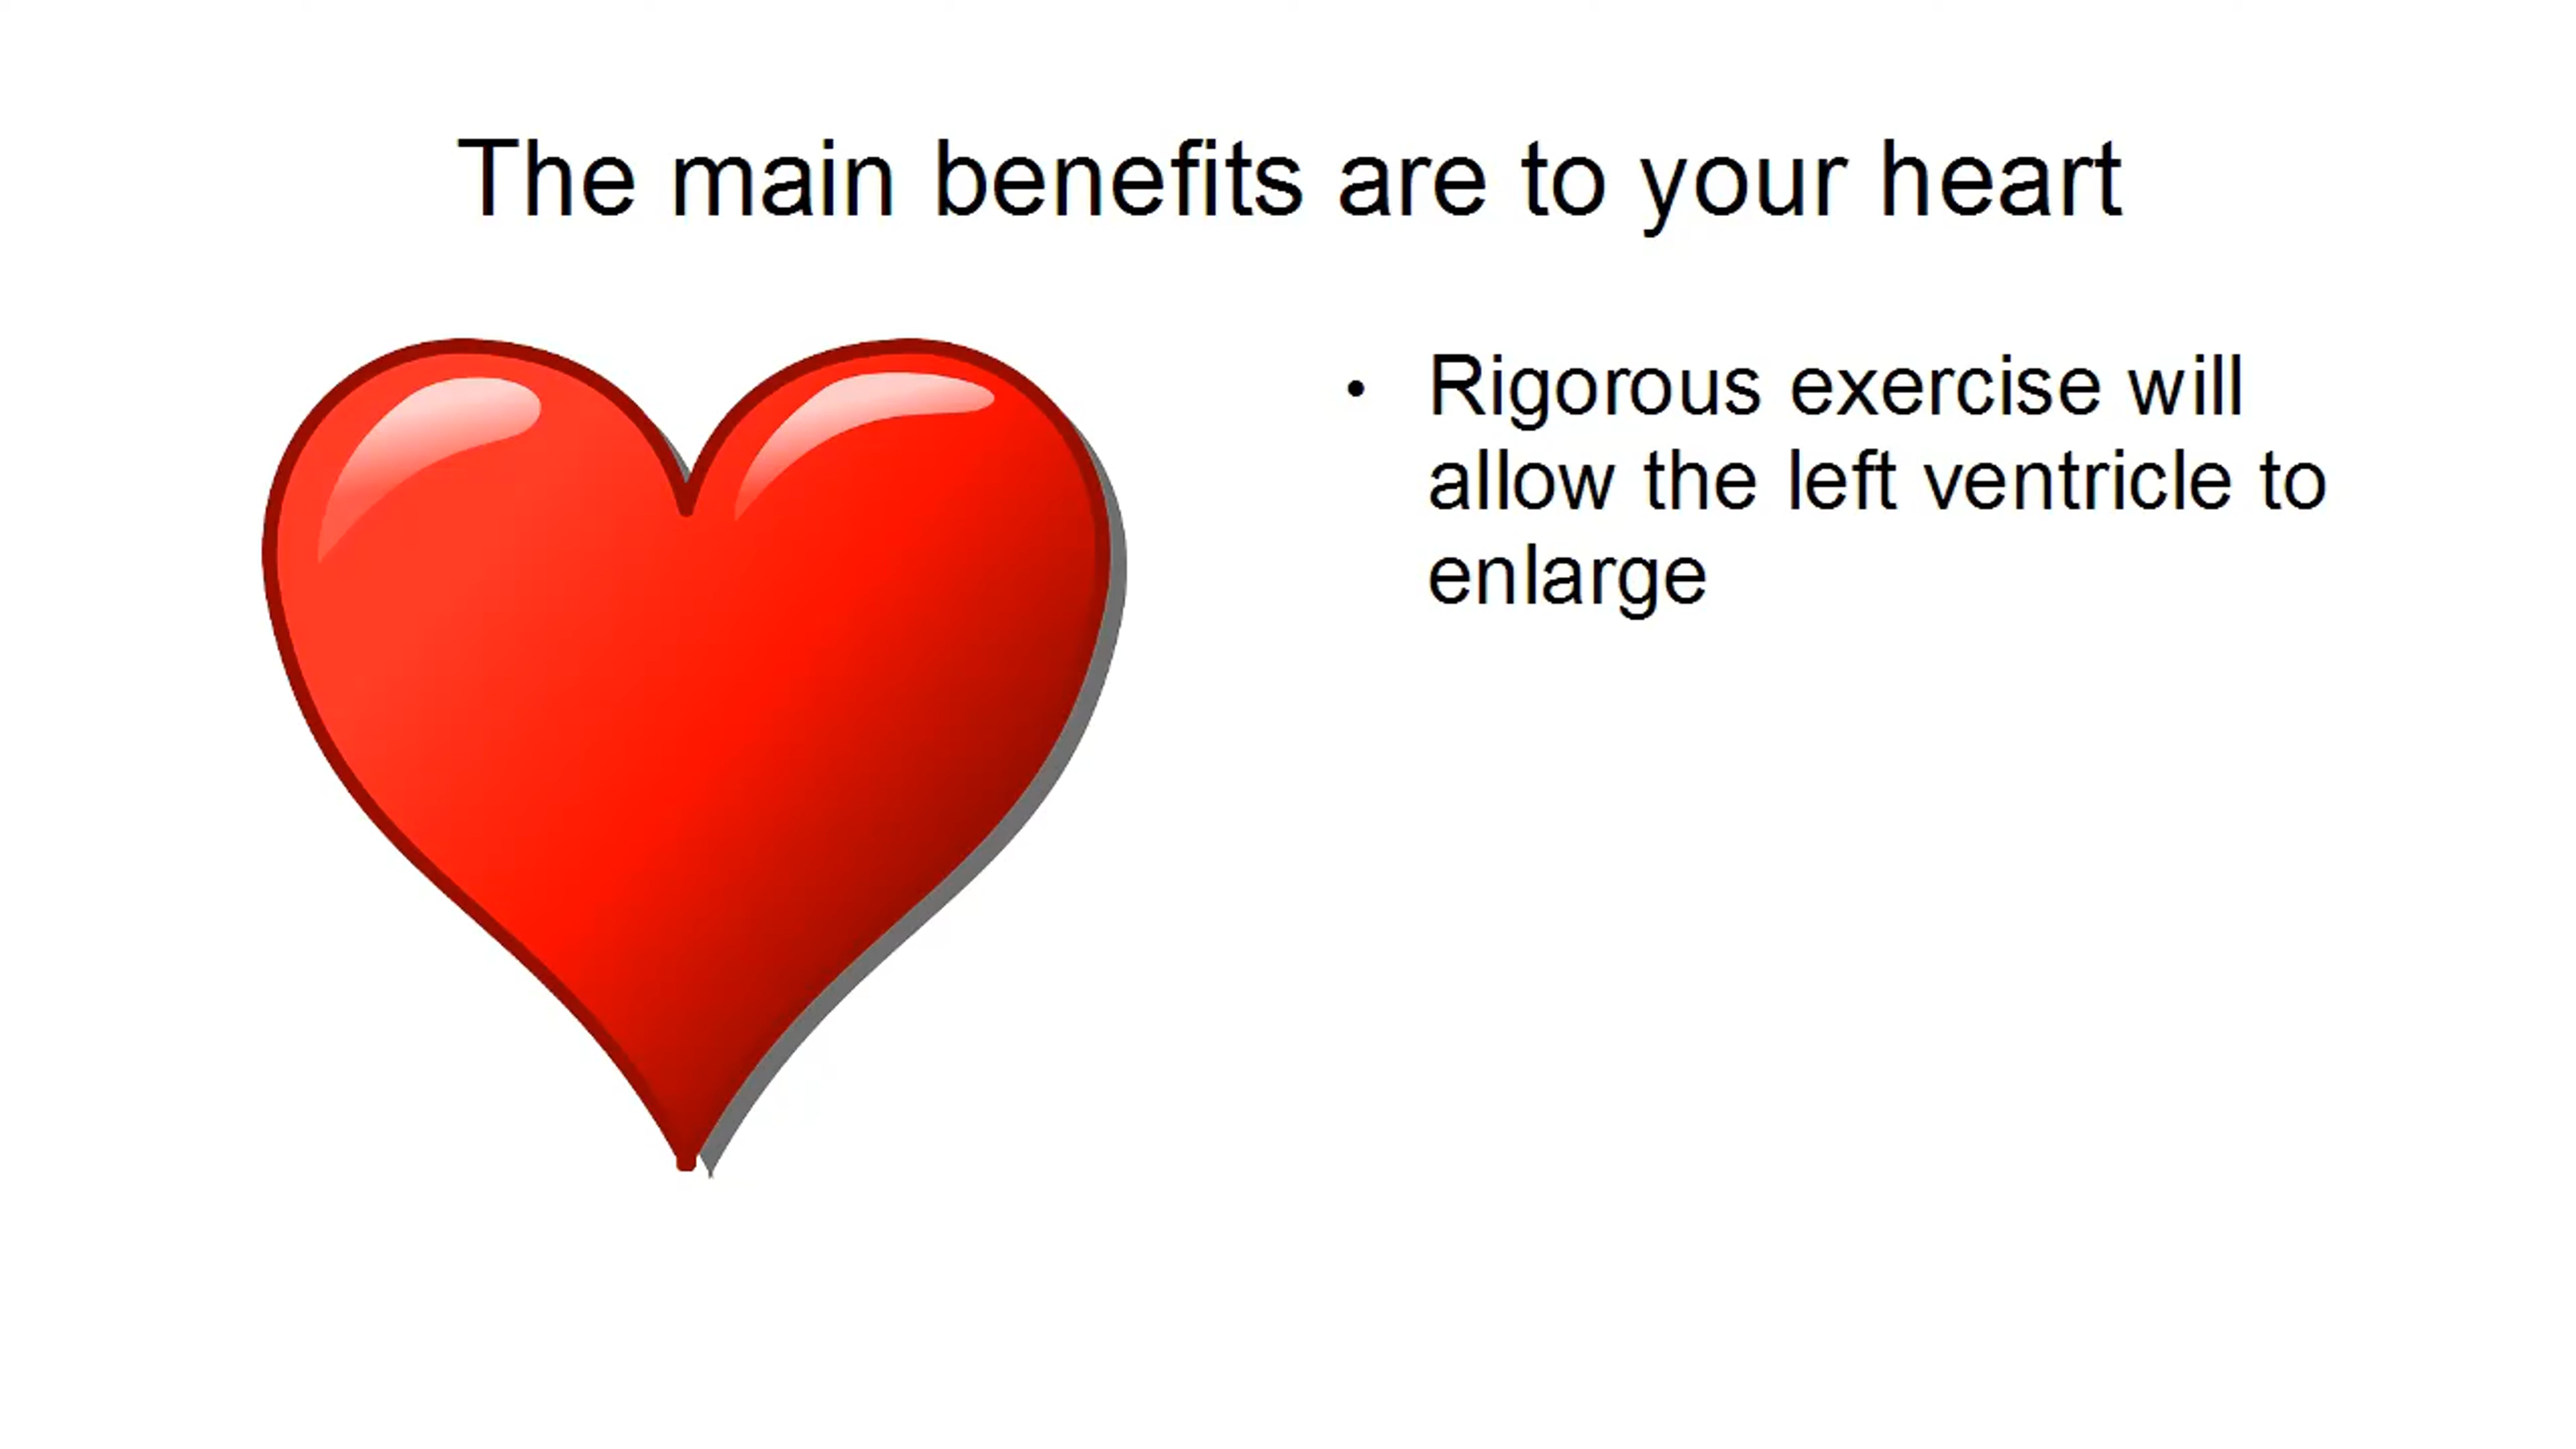 The main benefits are to your heart
• Rigorous exercise will
allow the left ventricle to
enlarge